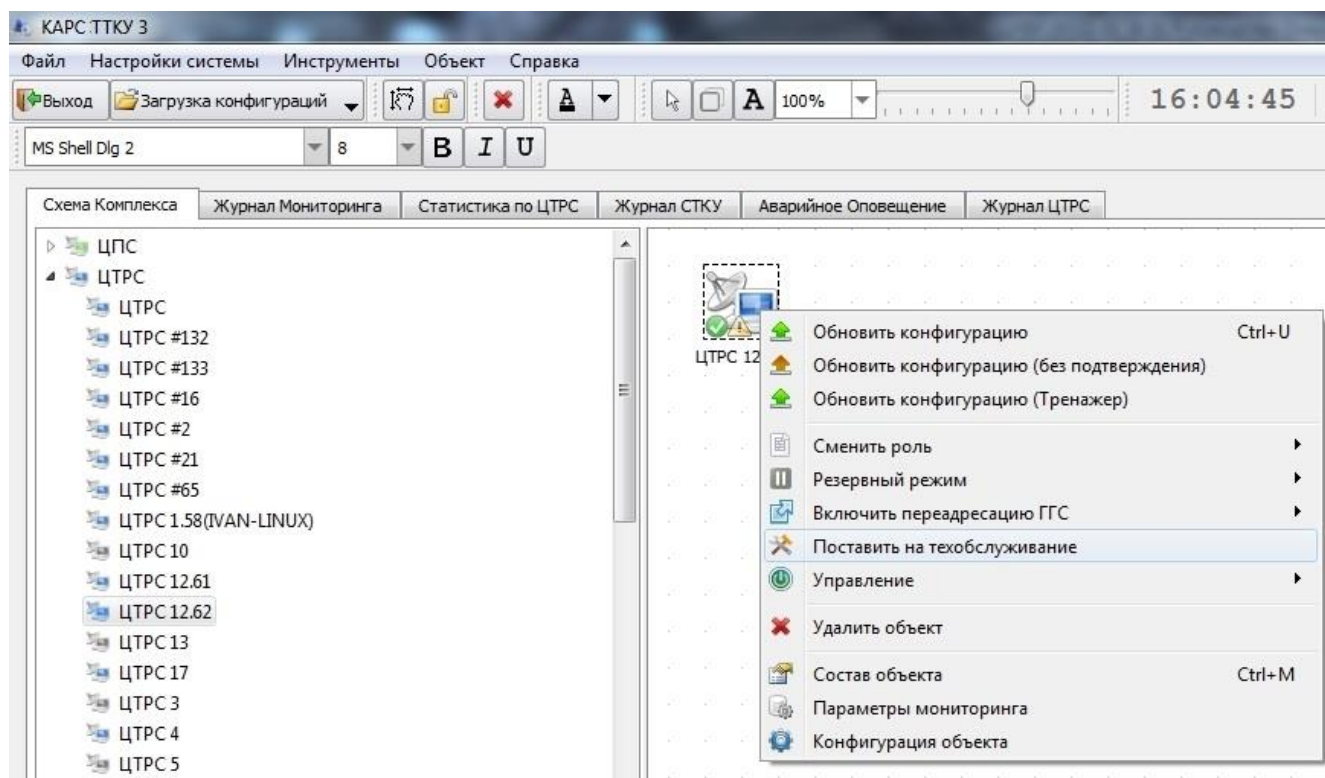 КАРС ТТКУ 3
Файл Настройки системы Инструменты Объект Справка
Выход Загрузка конфигураций A A 100% 16:04:45
MS Shell Dlg 2 8 B I U
Схема Комплекса Журнал Мониторинга Статистика по ЦТРС Журнал СТКУ Аварийное Оповещение Журнал ЦТРС
ЦПС
ЦТРС
ЦТРС
ЦТРС #132
ЦТРС #133
ЦТРС #16
ЦТРС #2
ЦТРС #21
ЦТРС #65
ЦТРС 1.58(IVAN-LINUX)
ЦТРС 10
ЦТРС 12.61
ЦТРС 12.62
ЦТРС 13
ЦТРС 17
ЦТРС 3
ЦТРС 4
ЦТРС 5
ЦТРС 12
Обновить конфигурацию Ctrl+U
Обновить конфигурацию (без подтверждения)
Обновить конфигурацию (Тренажер)
Сменить роль
Резервный режим
Включить переадресацию ГГС
Поставить на техобслуживание
Управление
Удалить объект
Состав объекта Ctrl+M
Параметры мониторинга
Конфигурация объекта